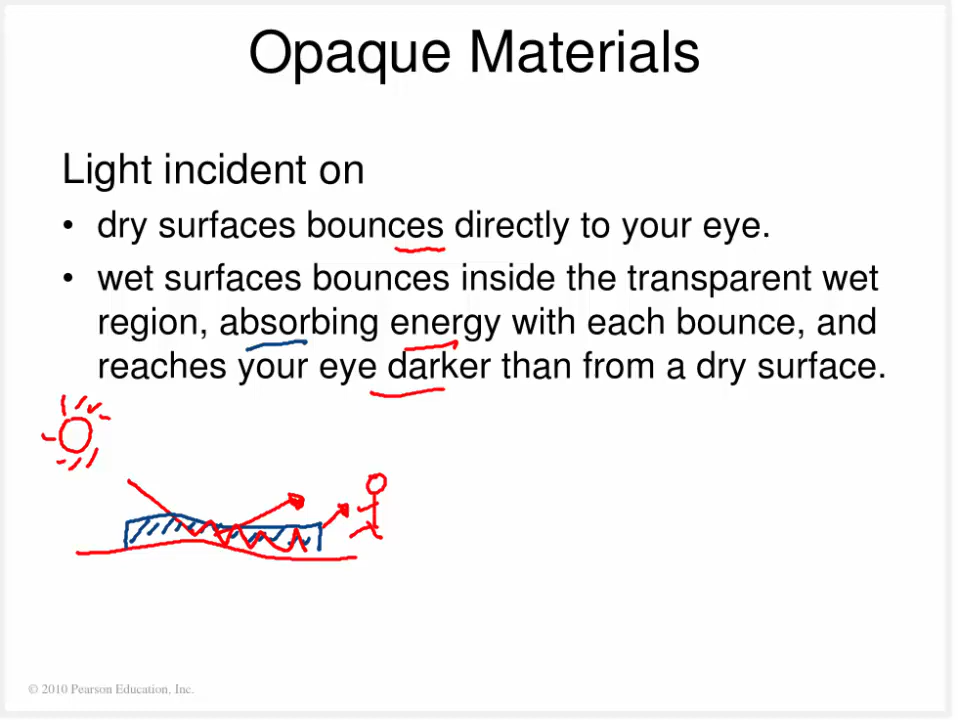 Opaque Materials
Light incident on
• dry surfaces bounces directly to your eye.
• wet surfaces bounces inside the transparent wet
region, absorbing energy with each bounce, and
reaches your eye darker than from a dry surface.
© 2010 Pearson Education, Inc.